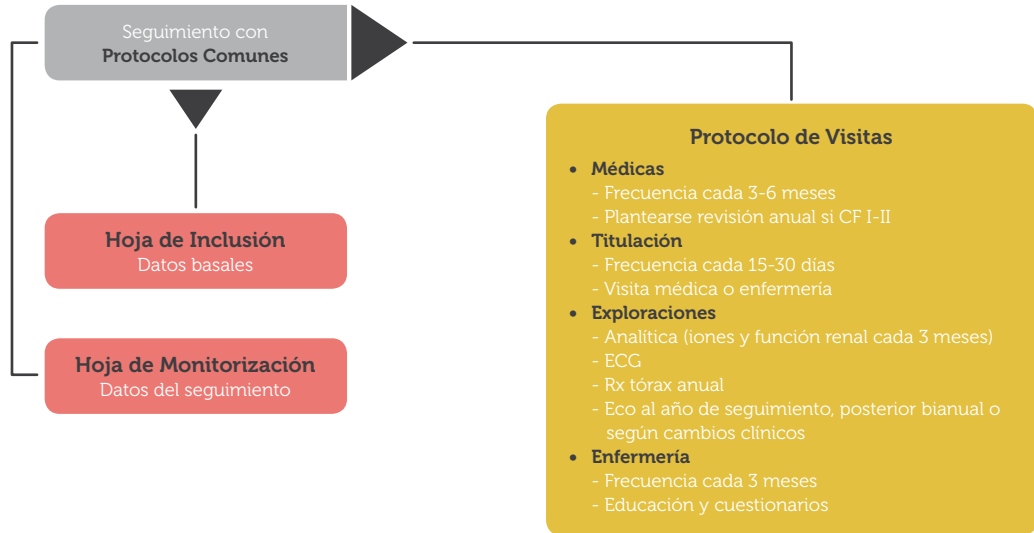 Seguimiento con
Protocolos Comunes
Hoja de Inclusión
Datos basales
Hoja de Monitorización
Datos del seguimiento
Protocolo de Visitas
• Médicas
- Frecuencia cada 3-6 meses
- Plantearse revisión anual si CF I-II
• Titulación
- Frecuencia cada 15-30 días
- Visita médica o enfermería
• Exploraciones
- Analítica (iones y función renal cada 3 meses)
- ECG
- Rx tórax anual
- Eco al año de seguimiento, posterior bianual o
según cambios clínicos
• Enfermería
- Frecuencia cada 3 meses
- Educación y cuestionarios